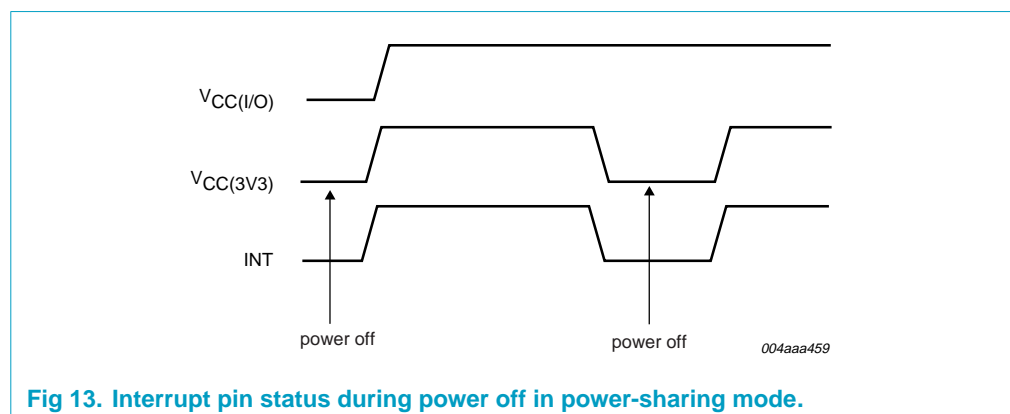 VCC(I/O)
VCC(3V3)
INT
power off
power off
004aaa459
Fig 13. Interrupt pin status during power off in power-sharing mode.